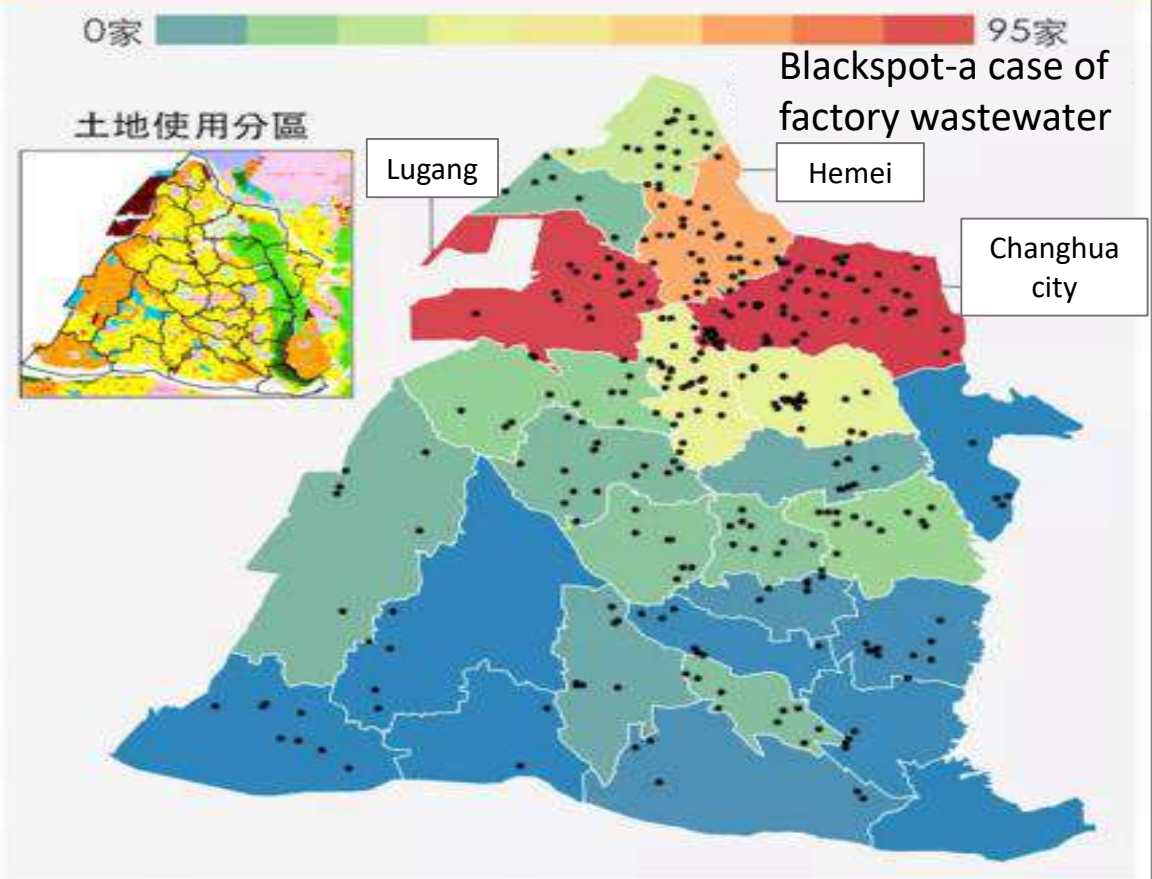 0家
95家
Blackspot-a case of
factory wastewater
土地使用分區
Lugang
Hemei
Changhua
city